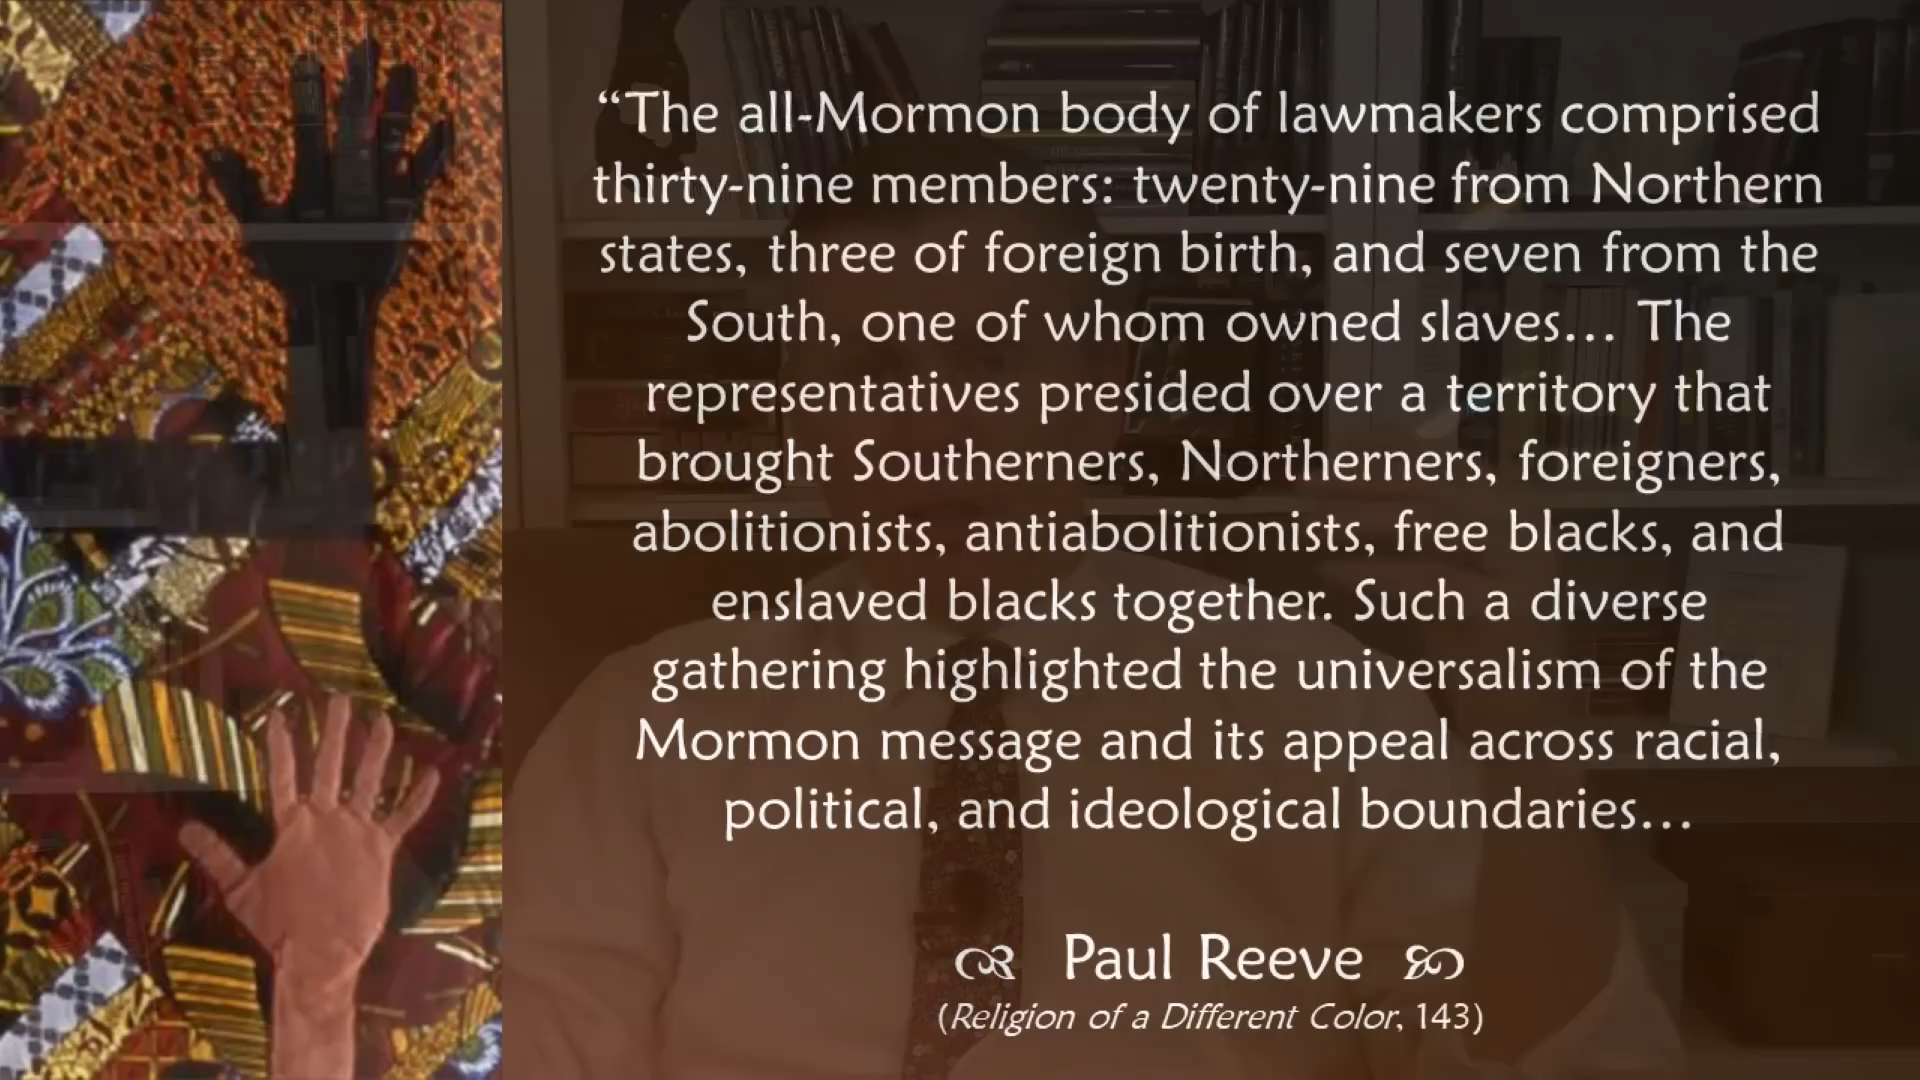 “The all-Mormon body of lawmakers comprised
thirty-nine members: twenty-nine from Northern
states, three of foreign birth, and seven from the
South, one of whom owned slaves… The
representatives presided over a territory that
brought Southerners, Northerners, foreigners,
abolitionists, antiabolitionists, free blacks, and
enslaved blacks together. Such a diverse
gathering highlighted the universalism of the
Mormon message and its appeal across racial,
political, and ideological boundaries…
Paul Reeve
(Religion of a Different Color, 143)